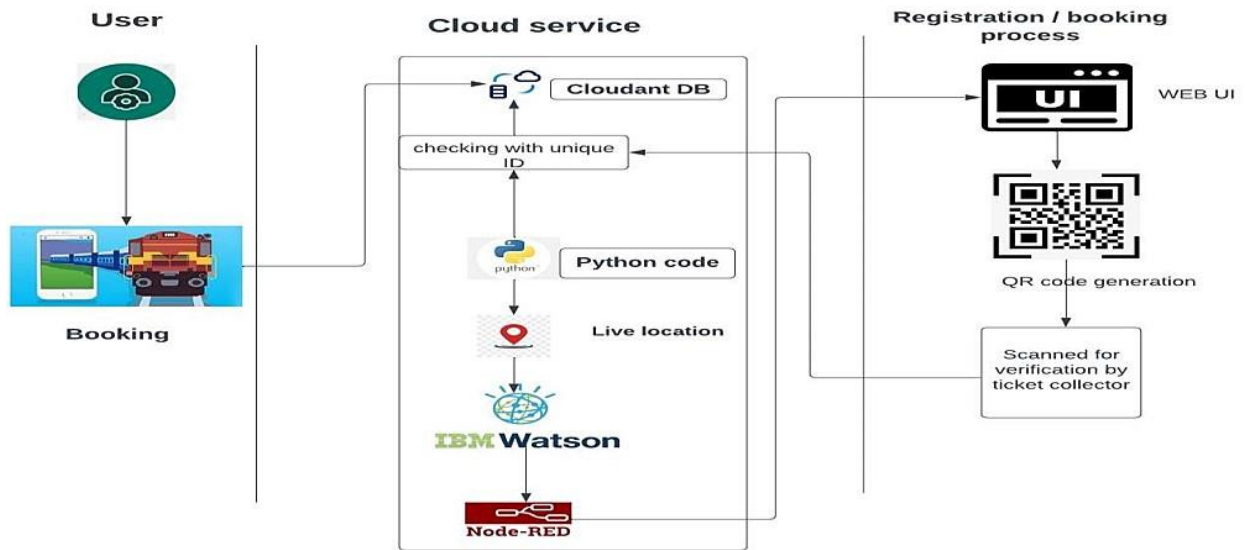 User
Cloud service
Registration / booking
process
Cloudant DB
UI
WEB UI
checking with unique
ID
python
Python code
QR code generation
Booking
Live location
Scanned for
verification by
ticket collector
IBM Watson
Node-RED